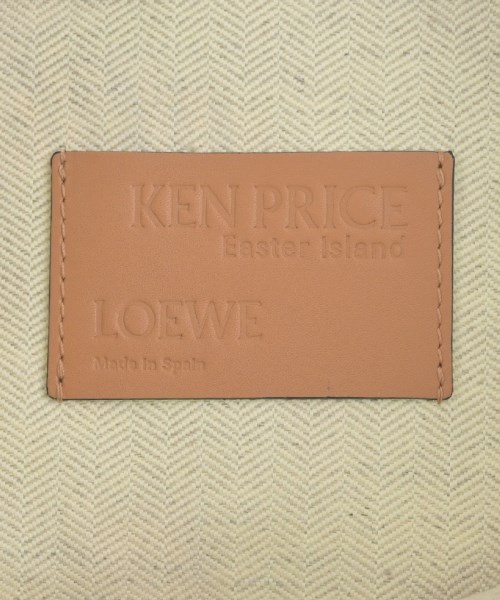 KEN PRICE
Easter Island
LOEWE
Made in Spain